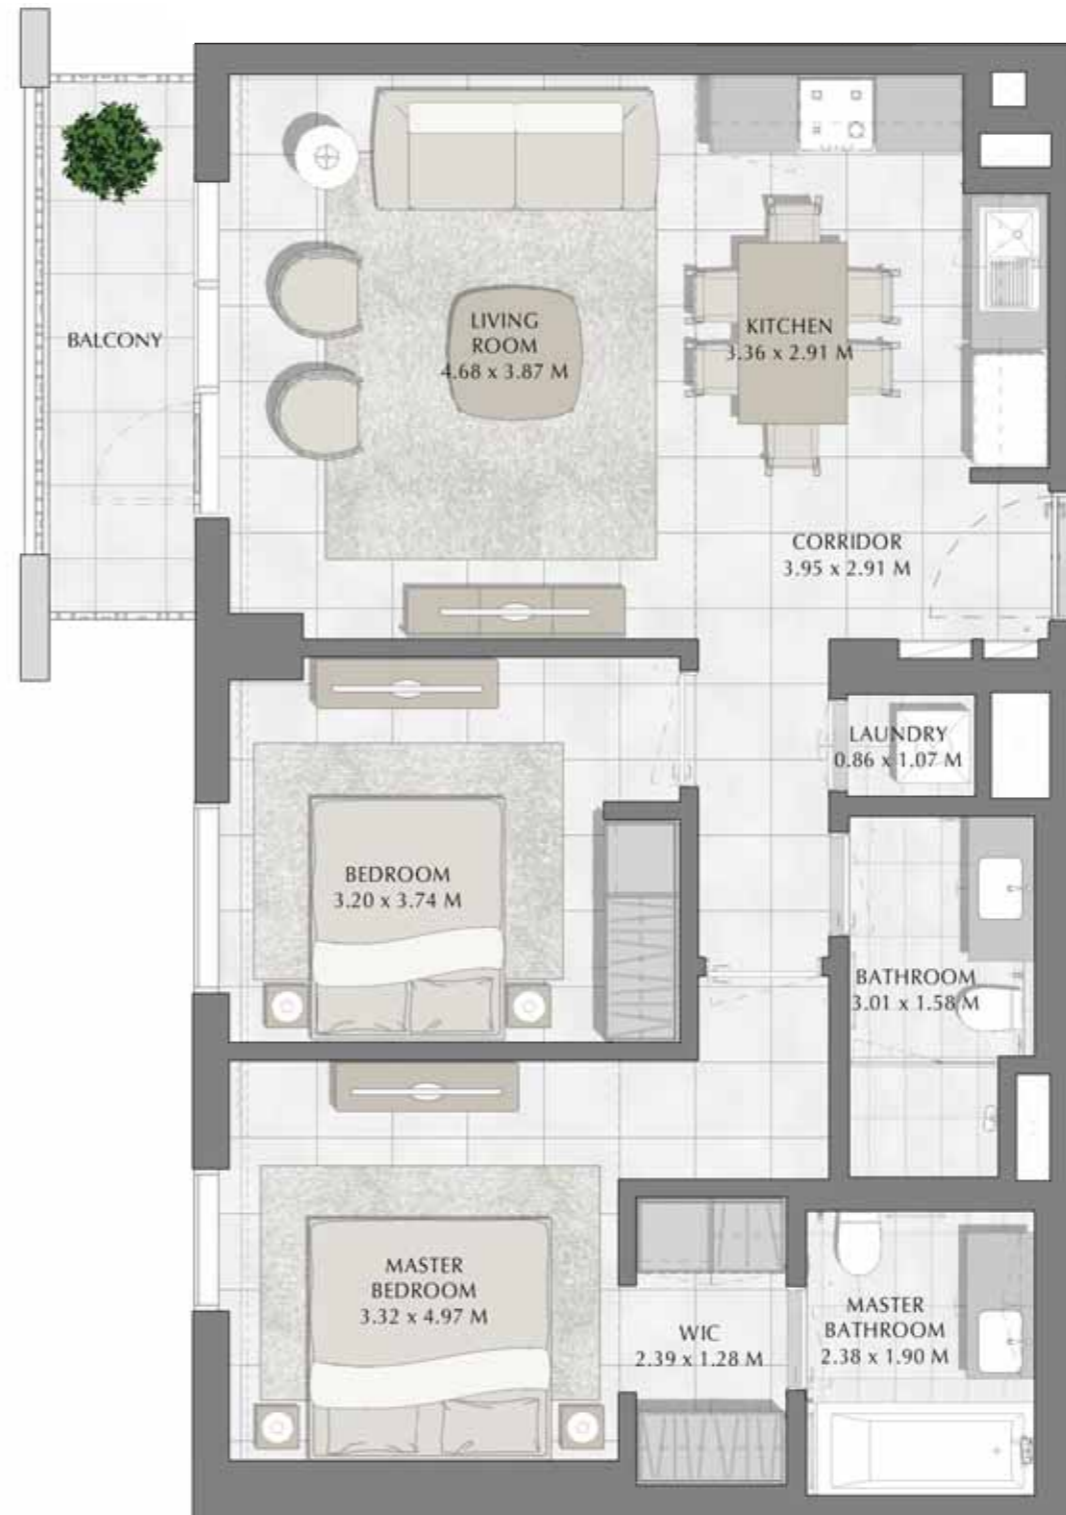 BALCONY
LIVING
ROOM
4.68 x 3.87 M
KITCHEN
3.36 x 2.91 M
CORRIDOR
3.95 x 2.91 M
LAUNDRY
0.86 x 1.07 M
BEDROOM
3.20 x 3.74 M
BATHROOM
3.01 x 1.58 M
MASTER
BEDROOM
3.32 x 4.97 M
WIC
2.39 x 1.28 M
MASTER
BATHROOM
2.38 x 1.90 M